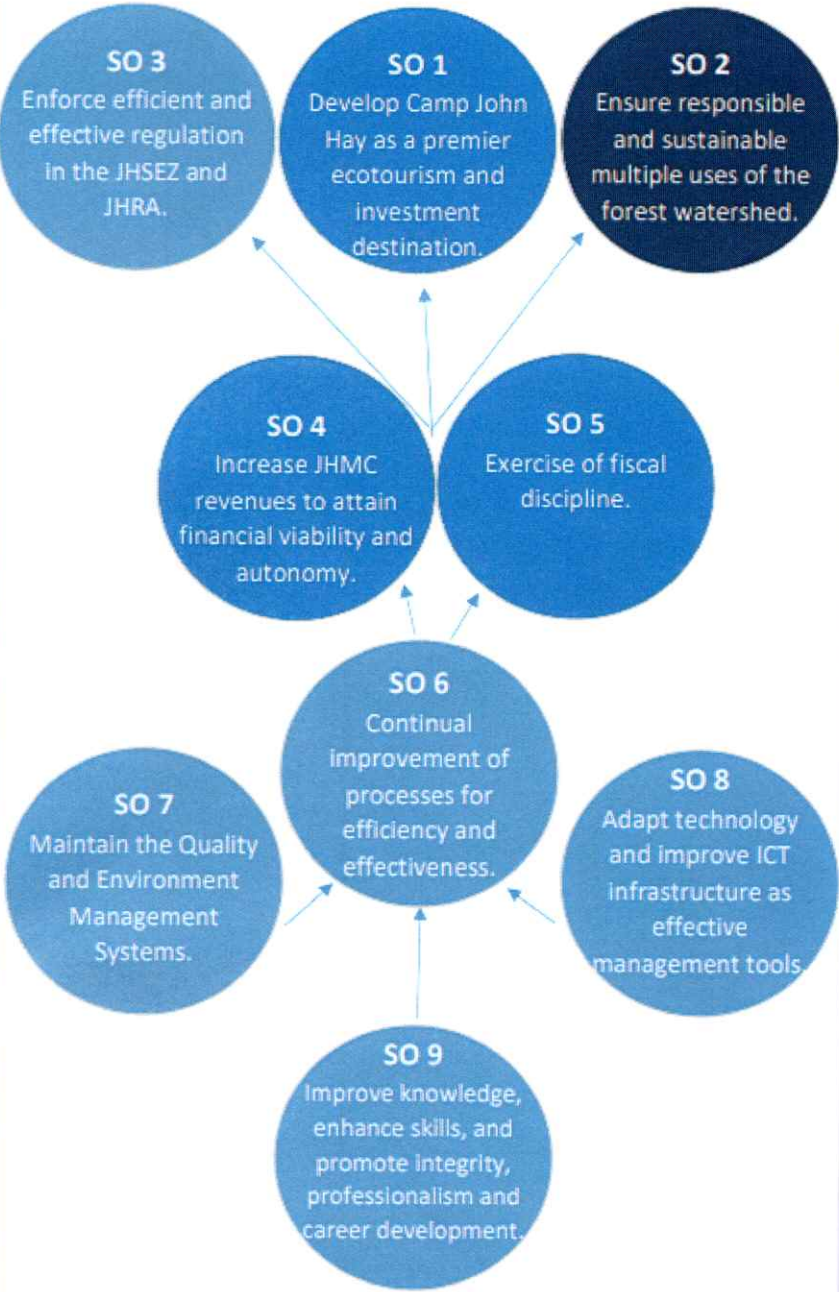 SO 3
Enforce efficient and
effective regulation
in the JHSEZ and
JHRA.
SO 1
Develop Camp John
Hay as a premier
ecotourism and
investment
destination.
SO 2
Ensure responsible
and sustainable
multiple uses of the
forest watershed.
SO 4
Increase JHMC
revenues to attain
financial viability and
autonomy.
SO 5
Exercise of fiscal
discipline.
SO 6
Continual
improvement of
processes for
efficiency and
effectiveness.
SO 7
Maintain the Quality
and Environment
Management
Systems.
SO 8
Adapt technology
and improve ICT
infrastructure as
effective
management tools.
SO 9
Improve knowledge,
enhance skills, and
promote integrity,
professionalism and
career development.